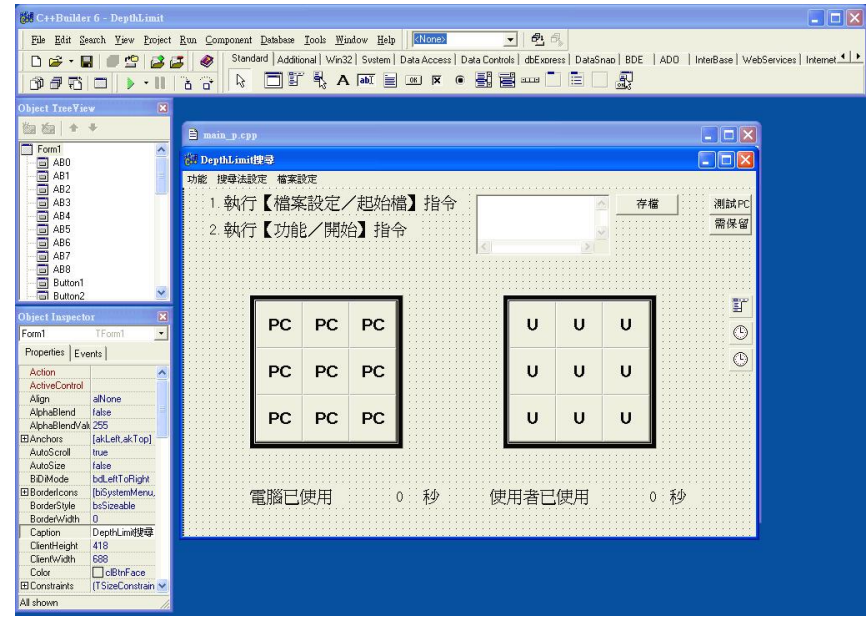 C++Builder 6 - DepthLimit
File Edit Search View Project Run Component Database Tools Window Help <None>
Standard Additional Win32 System Data Access Data Controls dbExpress DataSnap BDE ADO InterBase WebServices Internet
Object TreeView
Form1
AB0
AB1
AB2
AB3
AB4
AB5
AB6
AB7
AB8
Button1
Button2
Object Inspector
Form1 TForm1
Properties Events
Action
ActiveControl
Align alNone
AlphaBlend false
AlphaBlendValu 255
Anchors [akLeft,akTop]
AutoScroll true
AutoSize false
BiDiMode bdLeftToRight
BorderIcons [biSystemMenu,
BorderStyle bsSizeable
BorderWidth 0
Caption DepthLimit搜尋
ClientHeight 418
ClientWidth 688
Color clBtnFace
Constraints (TSizeConstrain
All shown
main_p.cpp
DepthLimit搜尋
功能 搜尋法設定 檔案設定
1. 執行【檔案設定／起始檔】指令
2. 執行【功能／開始】指令
存檔
測試PC
需保留
PC PC PC
PC PC PC
PC PC PC
U U U
U U U
U U U
電腦已使用 0 秒
使用者已使用 0 秒